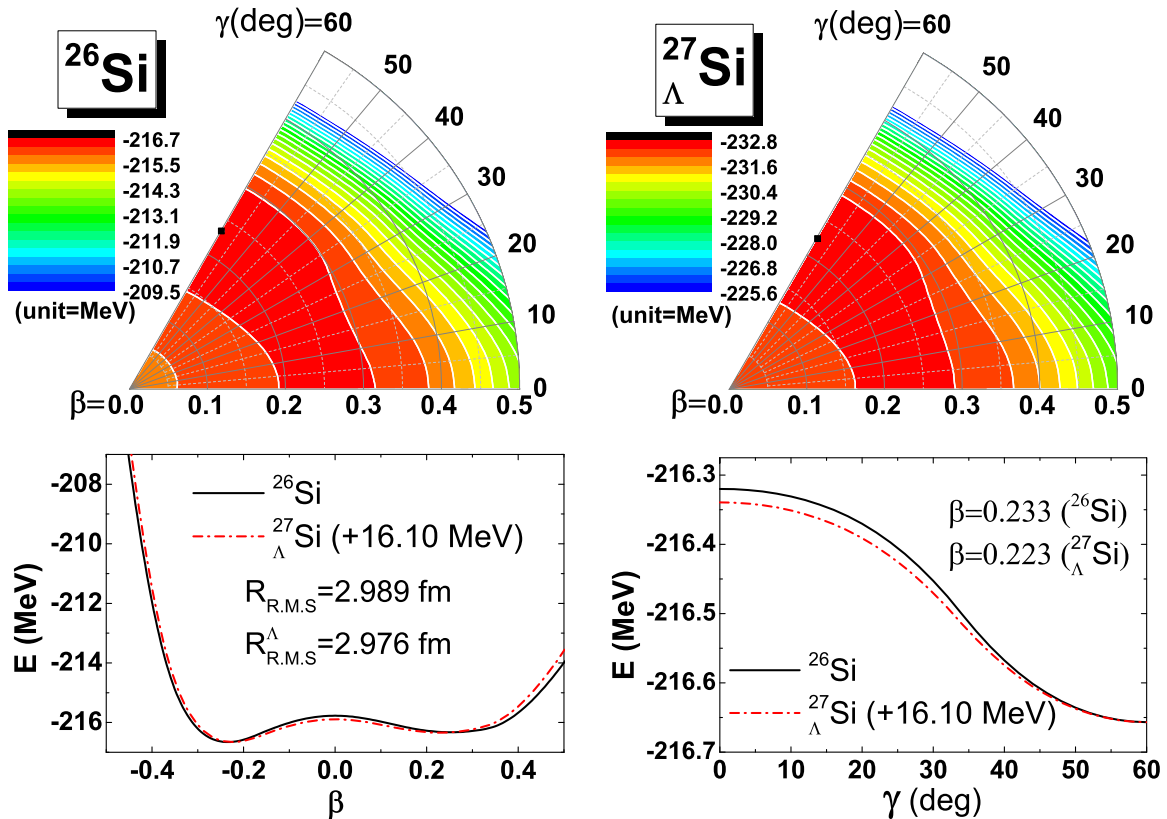 γ(deg)=60
26Si
50
40
30
20
10
0
-216.7
-215.5
-214.3
-213.1
-211.9
-210.7
-209.5
(unit=MeV)
β= 0.0 0.1 0.2 0.3 0.4 0.5
γ(deg)=60
27ΛSi
50
40
30
20
10
0
-232.8
-231.6
-230.4
-229.2
-228.0
-226.8
-225.6
(unit=MeV)
β= 0.0 0.1 0.2 0.3 0.4 0.5
E (MeV)
-208
-210
-212
-214
-216
26Si
27ΛSi (+16.10 MeV)
RR.M.S=2.989 fm
RΛR.M.S=2.976 fm
-0.4 -0.2 0.0 0.2 0.4
β
E (MeV)
-216.3
-216.4
-216.5
-216.6
-216.7
β=0.233 (26Si)
β=0.223 (27ΛSi)
26Si
27ΛSi (+16.10 MeV)
0 10 20 30 40 50 60
γ (deg)